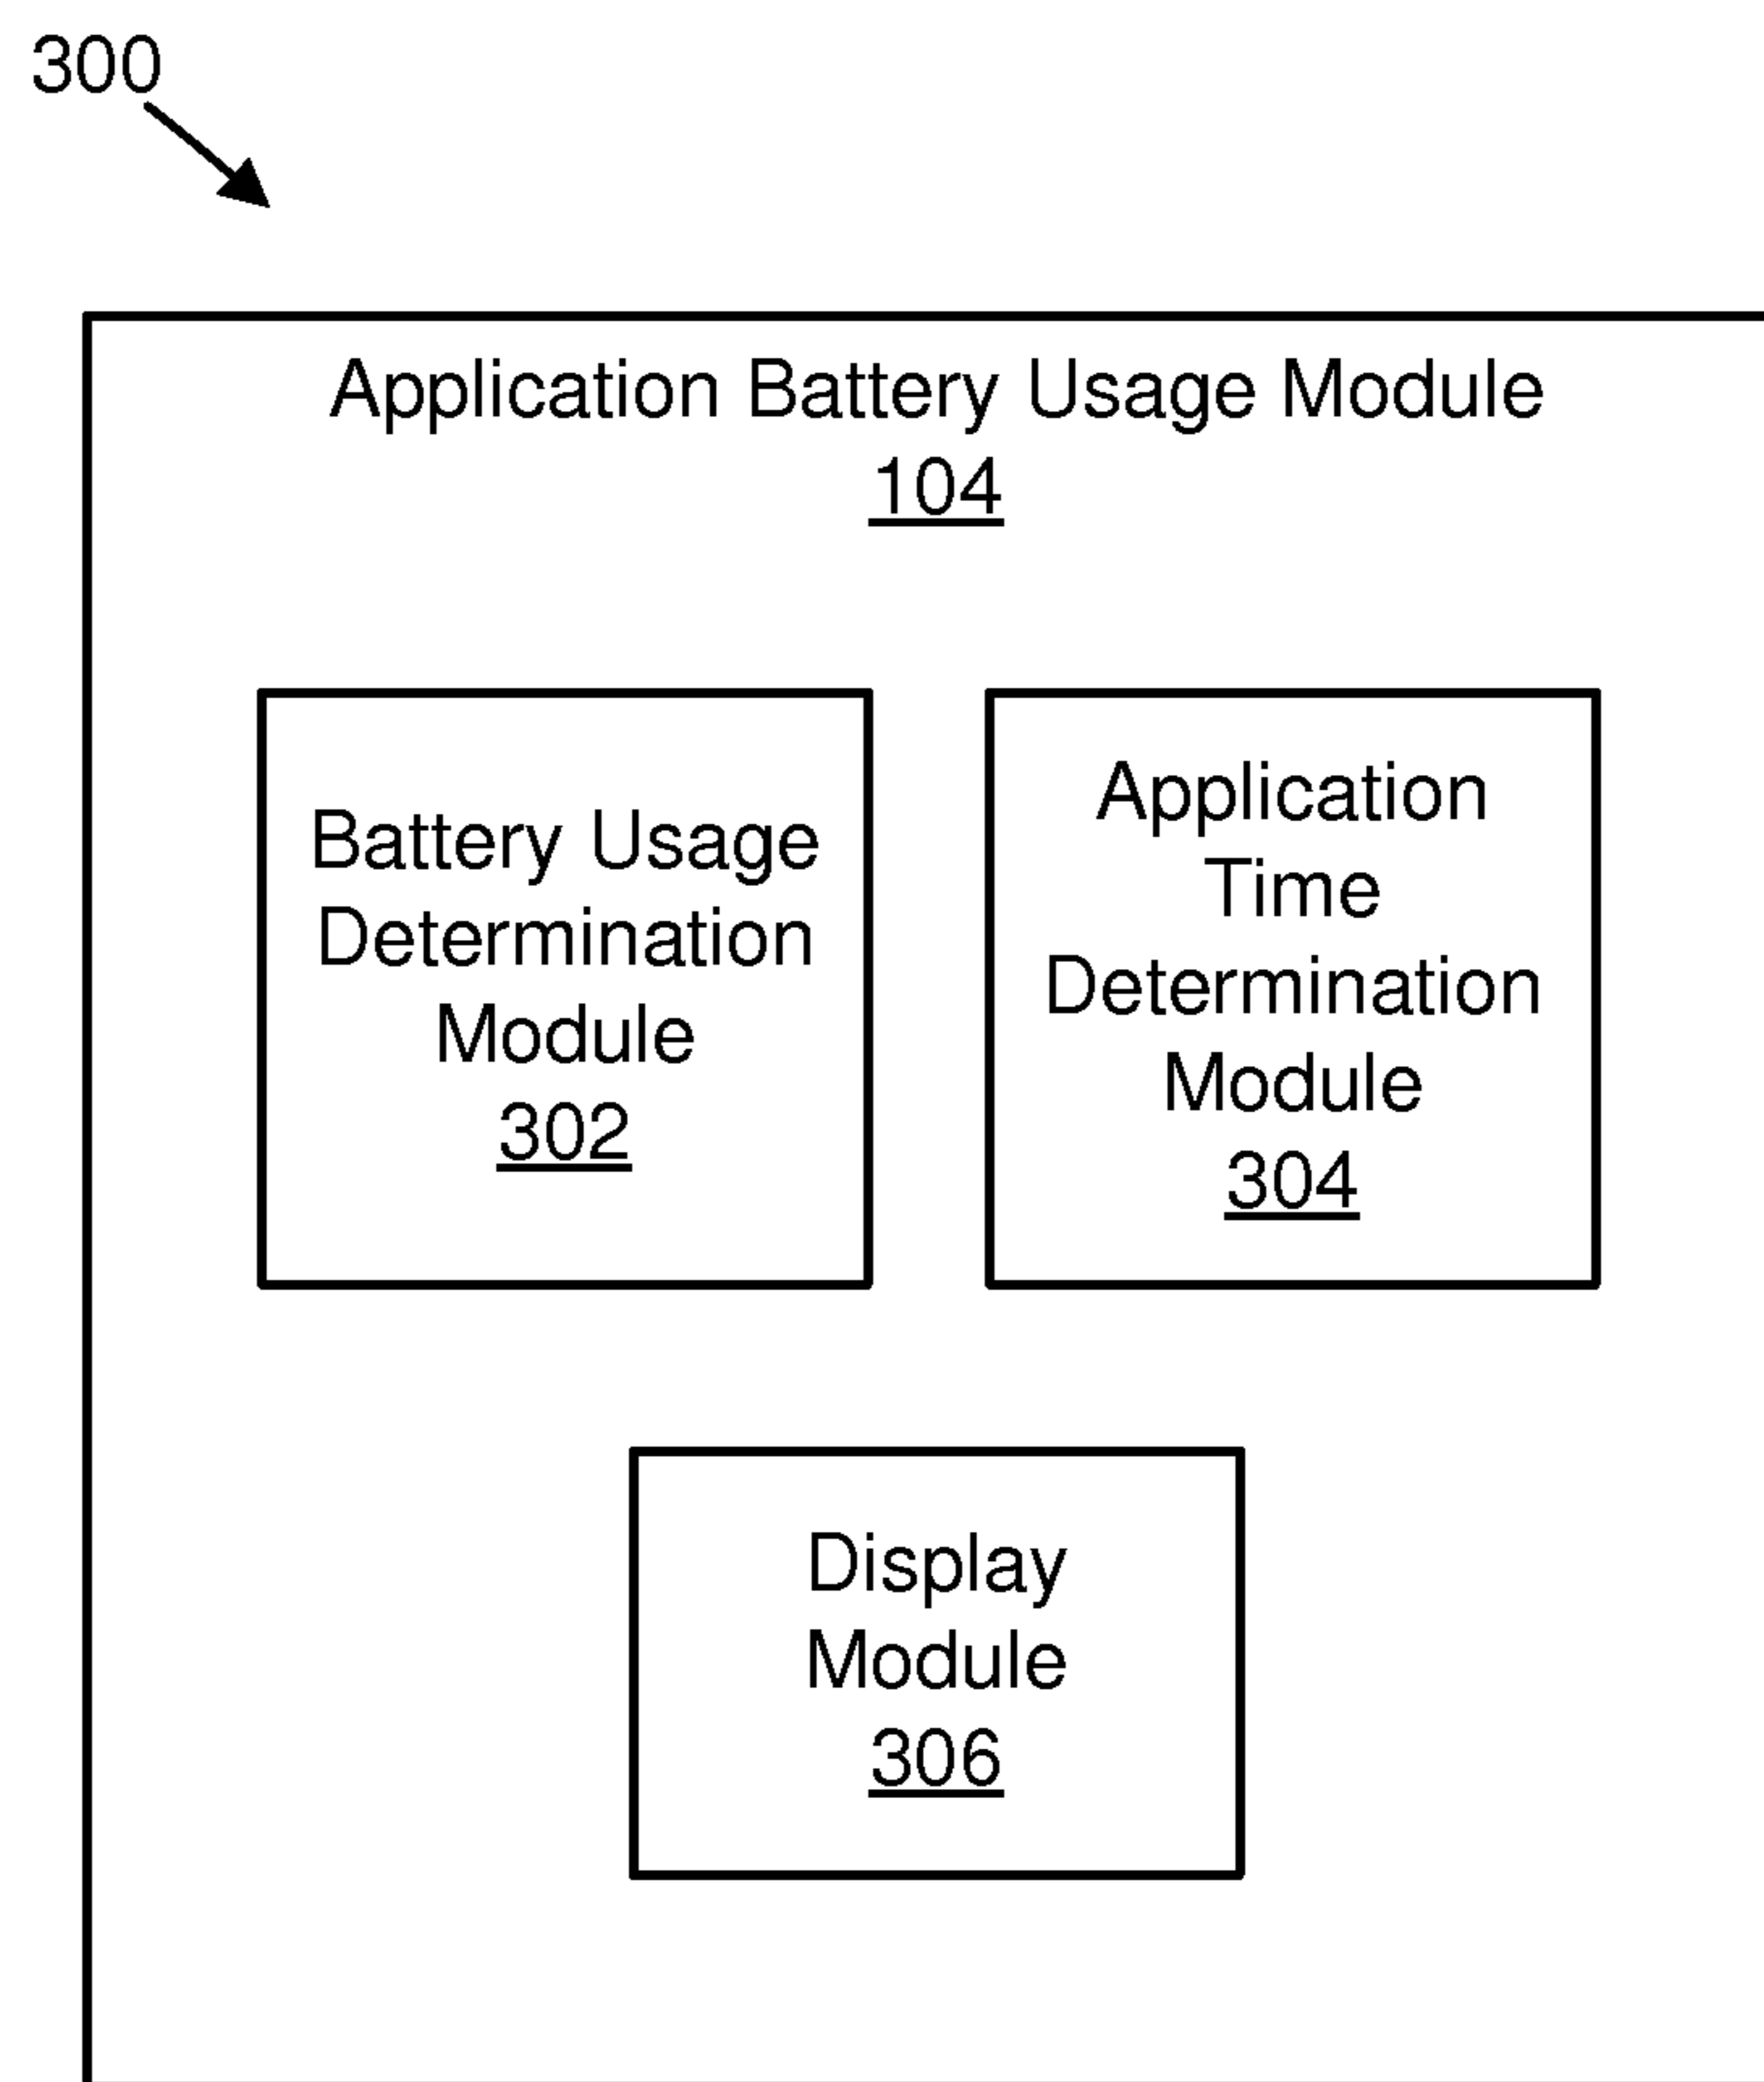 300
Application Battery Usage Module
104
Battery Usage
Determination
Module
302
Application
Time
Determination
Module
304
Display
Module
306